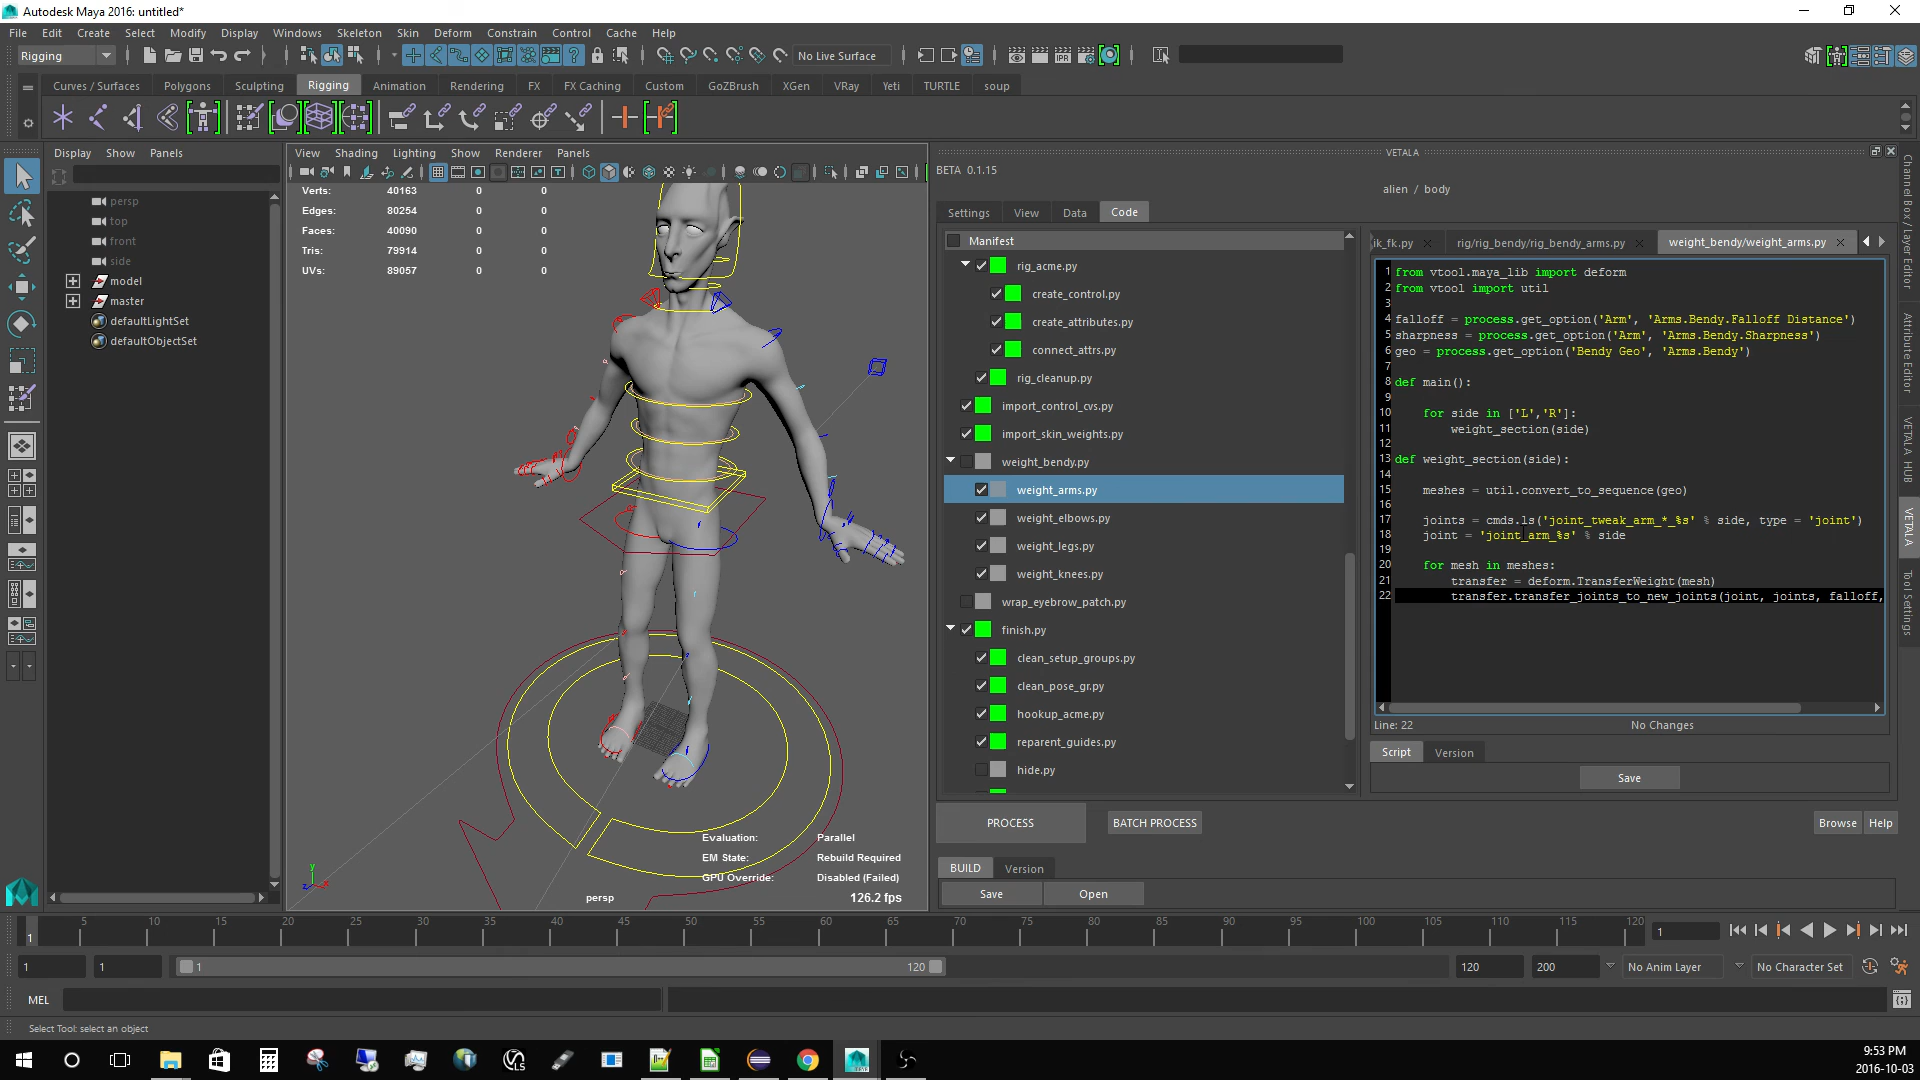 Autodesk Maya 2016: untitled*
File Edit Create Select Modify Display Windows Skeleton Skin Deform Constrain Control Cache Help
Rigging
No Live Surface
Curves / Surfaces Polygons Sculpting Rigging Animation Rendering FX FX Caching Custom GoZBrush XGen VRay Yeti TURTLE soup
Display Show Panels
persp
top
front
side
model
master
defaultLightSet
defaultObjectSet
View Shading Lighting Show Renderer Panels
Verts: 40163 0 0
Edges: 80254 0 0
Faces: 40090 0 0
Tris: 79914 0 0
UVs: 89057 0 0
Evaluation: Parallel
EM State: Rebuild Required
GPU Override: Disabled (Failed)
persp
126.2 fps
VETALA
BETA 0.1.15
alien / body
Settings View Data Code
Manifest
rig_acme.py
create_control.py
create_attributes.py
connect_attrs.py
rig_cleanup.py
import_control_cvs.py
import_skin_weights.py
weight_bendy.py
weight_arms.py
weight_elbows.py
weight_legs.py
weight_knees.py
wrap_eyebrow_patch.py
finish.py
clean_setup_groups.py
clean_pose_gr.py
hookup_acme.py
reparent_guides.py
hide.py
ik_fk.py rig/rig_bendy/rig_bendy_arms.py weight_bendy/weight_arms.py
1 from vtool.maya_lib import deform
2 from vtool import util
3
4 falloff = process.get_option('Arm', 'Arms.Bendy.Falloff Distance')
5 sharpness = process.get_option('Arm', 'Arms.Bendy.Sharpness')
6 geo = process.get_option('Bendy Geo', 'Arms.Bendy')
7
8 def main():
9
10 for side in ['L','R']:
11 weight_section(side)
12
13 def weight_section(side):
14
15 meshes = util.convert_to_sequence(geo)
16
17 joints = cmds.ls('joint_tweak_arm_*_%s' % side, type = 'joint')
18 joint = 'joint_arm_%s' % side
19
20 for mesh in meshes:
21 transfer = deform.TransferWeight(mesh)
22 transfer.transfer_joints_to_new_joints(joint, joints, falloff,
Line: 22
No Changes
Script Version
Save
PROCESS BATCH PROCESS Browse Help
BUILD Version
Save Open
Channel Box / Layer Editor
Attribute Editor
VETALA HUB
VETALA
Tool Settings
5 10 15 20 25 30 35 40 45 50 55 60 65 70 75 80 85 90 95 100 105 110 115 120
1
1
1 1 1 120 120 200 No Anim Layer No Character Set
MEL
Select Tool: select an object
9:53 PM
2016-10-03